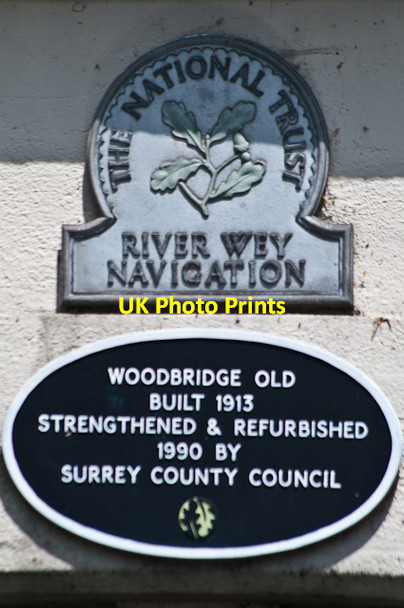 THE NATIONAL TRUST
RIVER WEY
NAVIGATION
UK Photo Prints
WOODBRIDGE OLD
BUILT 1913
STRENGTHENED & REFURBISHED
1990 BY
SURREY COUNTY COUNCIL